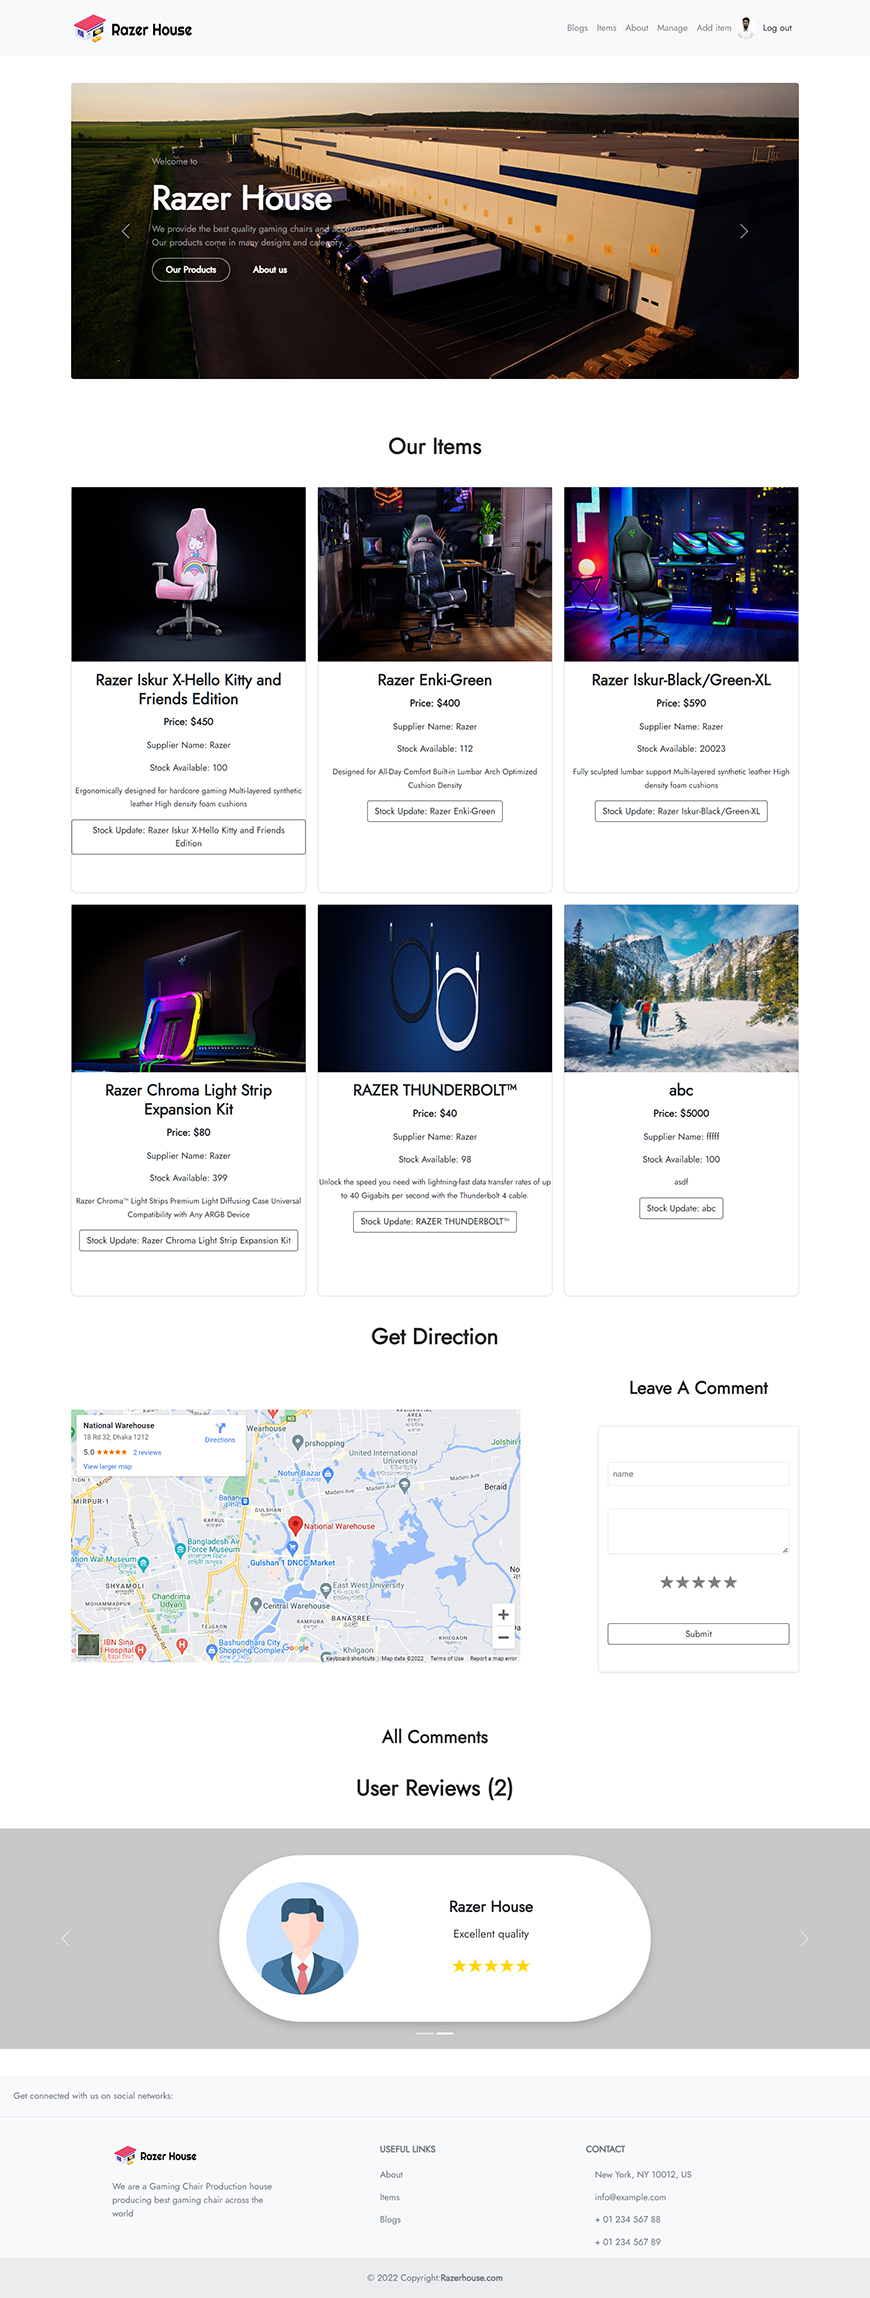 Razer House
Blogs Items About Manage Add item Log out
Welcome to
Razer House
We provide the best quality gaming chairs and accessories accross the world.
Our products come in many designs and category.
Our Products About us
Our Items
Razer Iskur X-Hello Kitty and
Friends Edition
Price: $450
Supplier Name: Razer
Stock Available: 100
Ergonomically designed for hardcore gaming Multi-layered synthetic
leather High density foam cushions
Stock Update: Razer Iskur X-Hello Kitty and Friends
Edition
Razer Enki-Green
Price: $400
Supplier Name: Razer
Stock Available: 112
Designed for All-Day Comfort Built-in Lumbar Arch Optimized
Cushion Density
Stock Update: Razer Enki-Green
Razer Iskur-Black/Green-XL
Price: $590
Supplier Name: Razer
Stock Available: 20023
Fully sculpted lumbar support Multi-layered synthetic leather High
density foam cushions
Stock Update: Razer Iskur-Black/Green-XL
Razer Chroma Light Strip
Expansion Kit
Price: $80
Supplier Name: Razer
Stock Available: 399
Razer Chroma™ Light Strips Premium Light Diffusing Case Universal
Compatibility with Any ARGB Device
Stock Update: Razer Chroma Light Strip Expansion Kit
RAZER THUNDERBOLT™
Price: $40
Supplier Name: Razer
Stock Available: 98
Unlock the speed you need with lightning-fast data transfer rates of up
to 40 Gigabits per second with the Thunderbolt 4 cable.
Stock Update: RAZER THUNDERBOLT™
abc
Price: $5000
Supplier Name: fffff
Stock Available: 100
asdf
Stock Update: abc
Get Direction
National Warehouse
18 Rd 32, Dhaka 1212
5.0 ★★★★★ 2 reviews
View larger map
Directions
Wearhouse
N3
RESIDENTIAL
AREA
prshopping
Jolshiri
United International
University
Notun Bazar
Madani Ave
Madani Ave
Beraid
MIRPUR-1
Mirpur
Banani
GULSHAN
KAFRUL
National Warehouse
Bangladesh Air
Force Museum
Gulshan 1 DNCC Market
War Museum
SHYAMOLI
East West University
Chandrima
Udyan
MOHAMMADPUR
Central Warehouse
RAMPURA
BANASREE
TEJGAON
Mirpur Rd
IBN Sina
Hospital
Bashundhara City
Shopping Complex
Google
KHILGAON
Khilgaon
Keyboard shortcuts Map data ©2022 Terms of Use Report a map error
Leave A Comment
name
★★★★★
Submit
All Comments
User Reviews (2)
Razer House
Excellent quality
★★★★★
Get connected with us on social networks:
Razer House
We are a Gaming Chair Production house
producing best gaming chair across the
world
USEFUL LINKS
About
Items
Blogs
CONTACT
New York, NY 10012, US
info@example.com
+ 01 234 567 88
+ 01 234 567 89
© 2022 Copyright:Razerhouse.com